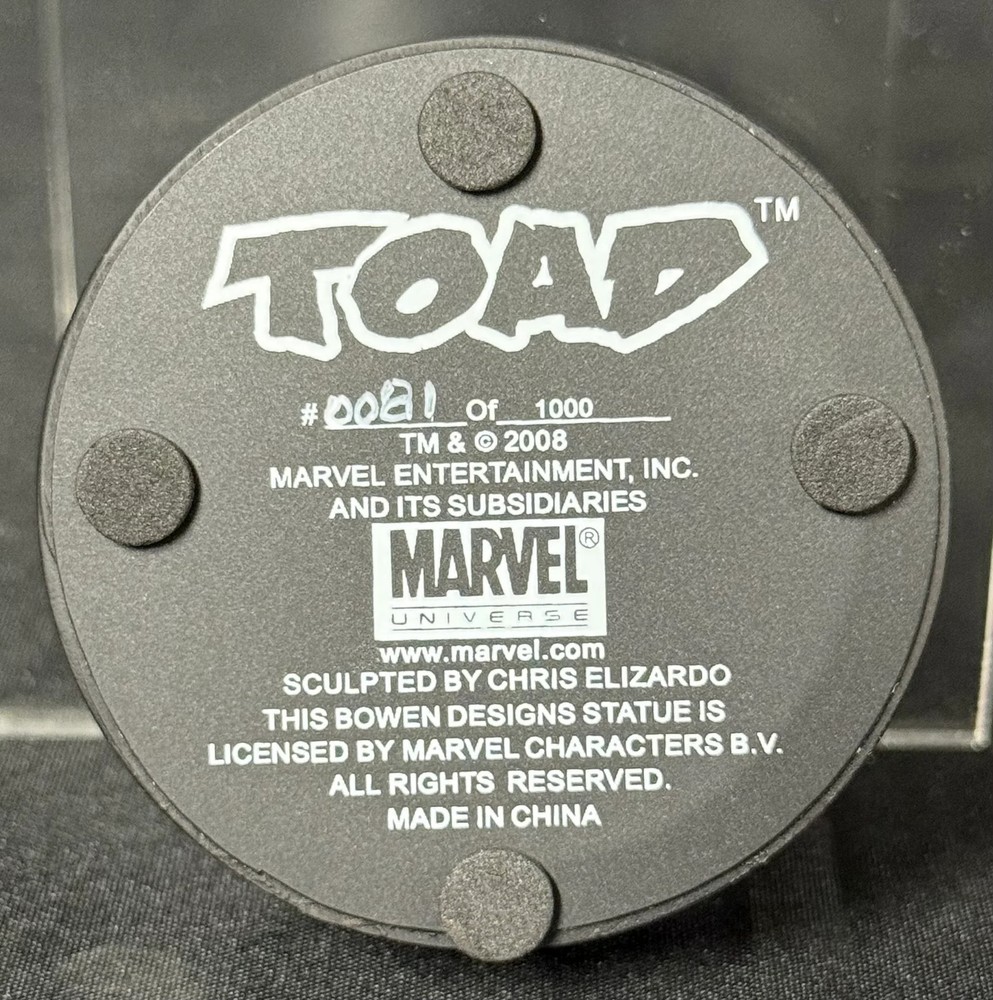 TOAD™
#0081 Of 1000
TM & © 2008
MARVEL ENTERTAINMENT, INC.
AND ITS SUBSIDIARIES
MARVEL®
UNIVERSE
www.marvel.com
SCULPTED BY CHRIS ELIZARDO
THIS BOWEN DESIGNS STATUE IS
LICENSED BY MARVEL CHARACTERS B.V.
ALL RIGHTS RESERVED.
MADE IN CHINA